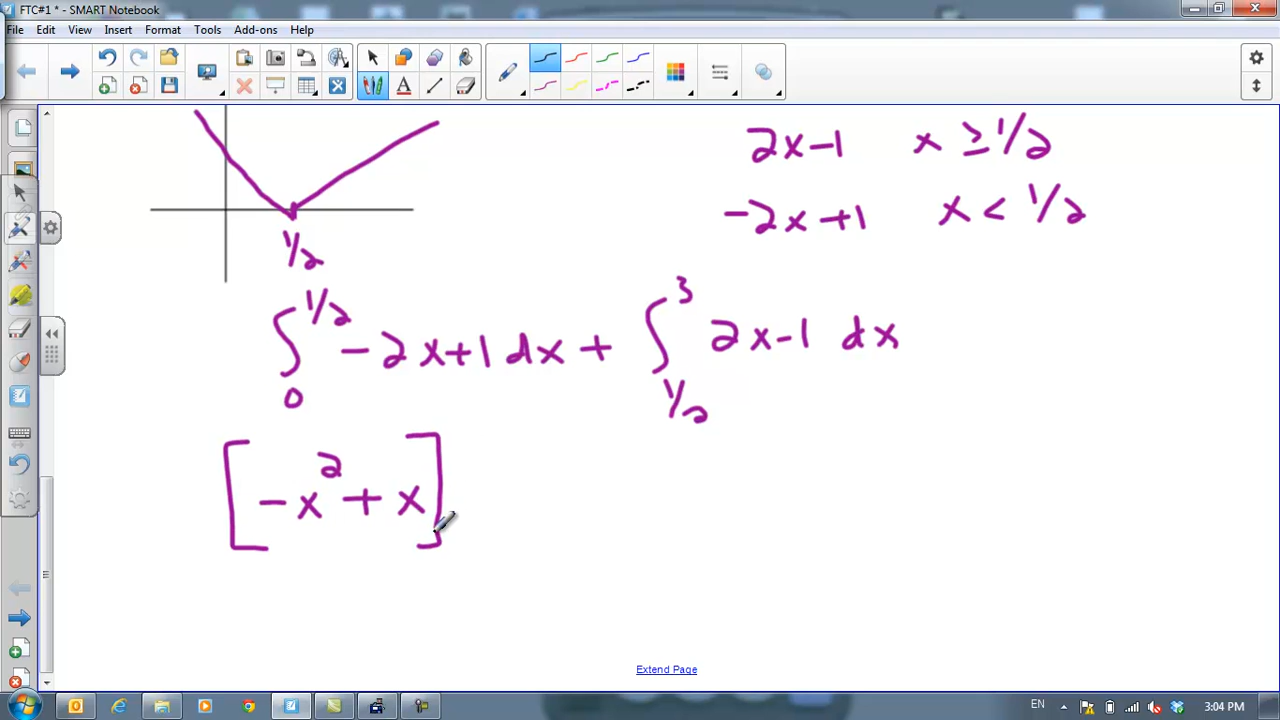 FTC#1 * - SMART Notebook
File Edit View Insert Format Tools Add-ons Help
2x-1 x ≥ 1/2
-2x+1 x < 1/2
1/2
∫₀^{1/2} -2x+1 dx + ∫_{1/2}^3 2x-1 dx
[-x² + x]
Extend Page
EN 3:04 PM